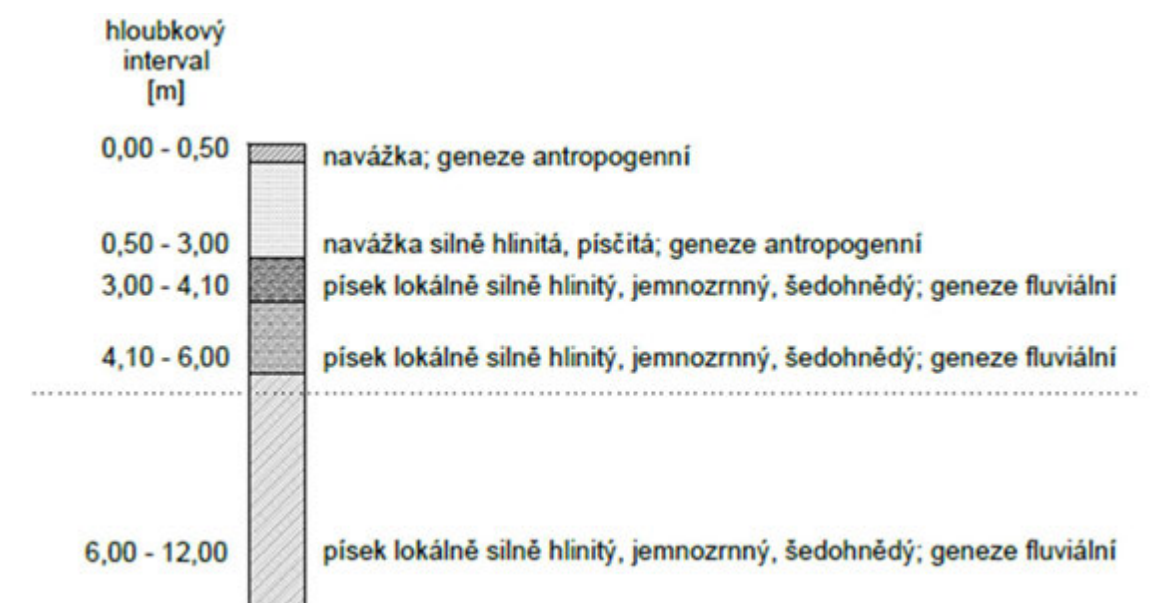 hloubkový
interval
[m]
0,00 - 0,50 navážka; geneze antropogenní
0,50 - 3,00 navážka silně hlinitá, písčitá; geneze antropogenní
3,00 - 4,10 písek lokálně silně hlinitý, jemnozrnný, šedohnědý; geneze fluviální
4,10 - 6,00 písek lokálně silně hlinitý, jemnozrnný, šedohnědý; geneze fluviální
6,00 - 12,00 písek lokálně silně hlinitý, jemnozrnný, šedohnědý; geneze fluviální